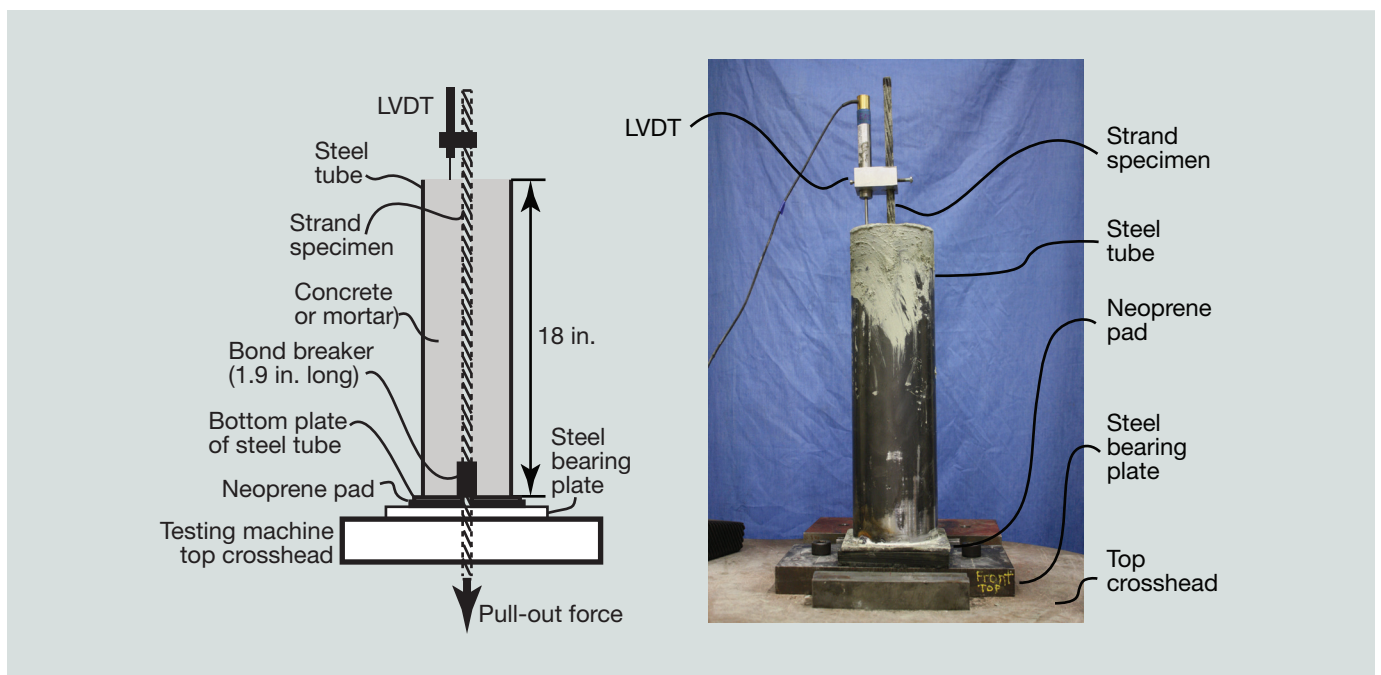 LVDT
Steel
tube
Strand
specimen
Concrete
or mortar)
Bond breaker
(1.9 in. long)
Bottom plate
of steel tube
Neoprene pad
Testing machine
top crosshead
18 in.
Steel
bearing
plate
Pull-out force
LVDT
Strand
specimen
Steel
tube
Neoprene
pad
Steel
bearing
plate
Top
crosshead
Front
TOP